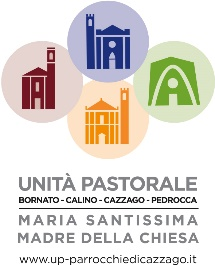 UNITÀ PASTORALE
BORNATO - CALINO - CAZZAGO - PEDROCCA
MARIA SANTISSIMA
MADRE DELLA CHIESA
www.up-parrocchiedicazzago.it